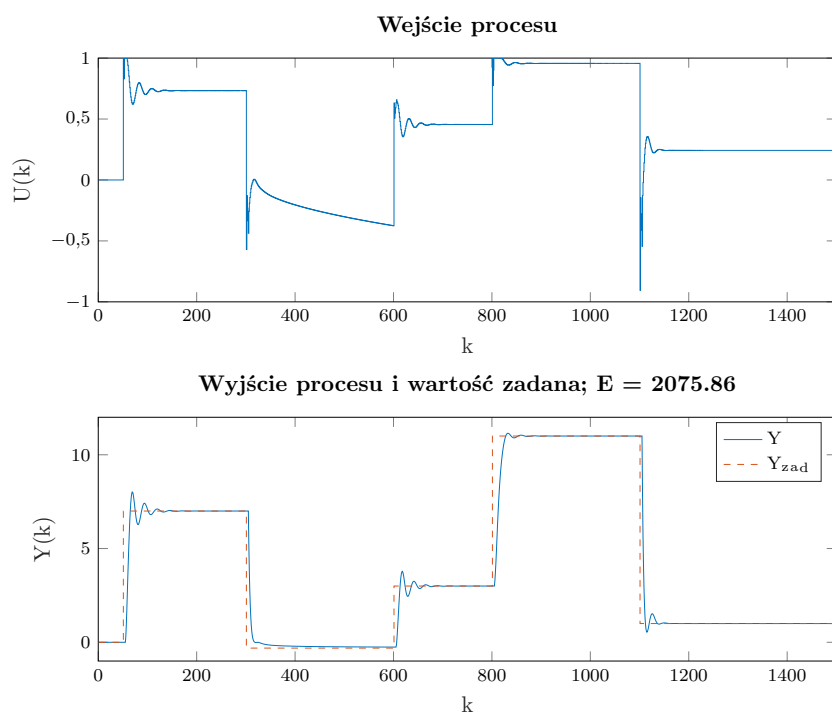 Wejście procesu
1
0,5
0
−0,5
−1
U(k)
0 200 400 600 800 1000 1200 1400
k
Wyjście procesu i wartość zadana; E = 2075.86
10
5
0
Y(k)
Y
Yzad
0 200 400 600 800 1000 1200 1400
k